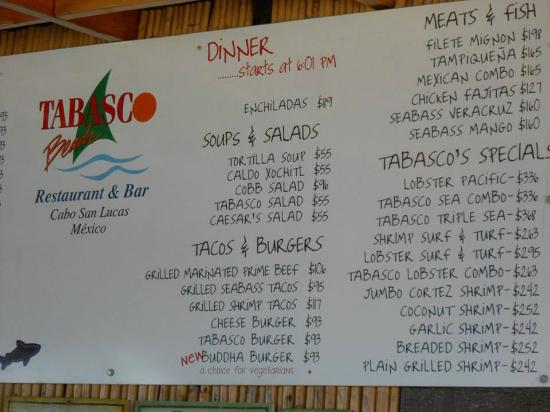 TABASCO
Beach
Restaurant & Bar
Cabo San Lucas
México
DINNER
.........starts at 6:01 PM
ENCHILADAS $89
SOUPS & SALADS
TORTILLA SOUP $55
CALDO XOCHITL $55
COBB SALAD $96
TABASCO SALAD $55
CAESAR'S SALAD $55
TACOS & BURGERS
GRILLED MARINATED PRIME BEEF $106
GRILLED SEABASS TACOS $95
GRILLED SHRIMP TACOS $117
CHEESE BURGER $93
TABASCO BURGER $93
NEW BUDDHA BURGER $93
a choice for vegetarians
MEATS & FISH
FILETE MIGNON $198
TAMPIQUEÑA $165
MEXICAN COMBO $165
CHICKEN FAJITAS $127
SEABASS VERACRUZ $160
SEABASS MANGO $160
TABASCO'S SPECIALS
LOBSTER PACIFIC-$336
TABASCO SEA COMBO-$336
TABASCO TRIPLE SEA-$368
SHRIMP SURF & TURF-$263
LOBSTER SURF & TURF-$295
TABASCO LOBSTER COMBO-$263
JUMBO CORTEZ SHRIMP-$242
COCONUT SHRIMP-$252
GARLIC SHRIMP-$242
BREADED SHRIMP-$252
PLAIN GRILLED SHRIMP-$242